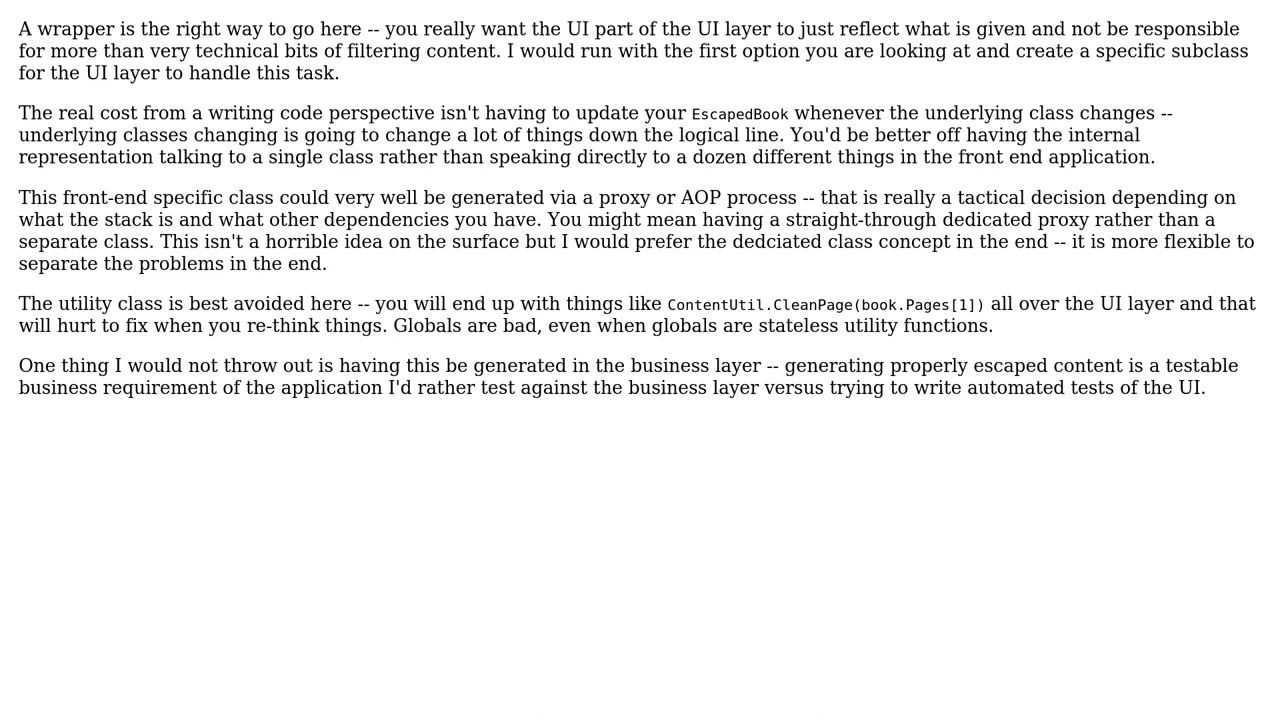 A wrapper is the right way to go here -- you really want the UI part of the UI layer to just reflect what is given and not be responsible
for more than very technical bits of filtering content. I would run with the first option you are looking at and create a specific subclass
for the UI layer to handle this task.
The real cost from a writing code perspective isn't having to update your EscapedBook whenever the underlying class changes --
underlying classes changing is going to change a lot of things down the logical line. You'd be better off having the internal
representation talking to a single class rather than speaking directly to a dozen different things in the front end application.
This front-end specific class could very well be generated via a proxy or AOP process -- that is really a tactical decision depending on
what the stack is and what other dependencies you have. You might mean having a straight-through dedicated proxy rather than a
separate class. This isn't a horrible idea on the surface but I would prefer the dedciated class concept in the end -- it is more flexible to
separate the problems in the end.
The utility class is best avoided here -- you will end up with things like ContentUtil.CleanPage(book.Pages[1]) all over the UI layer and that
will hurt to fix when you re-think things. Globals are bad, even when globals are stateless utility functions.
One thing I would not throw out is having this be generated in the business layer -- generating properly escaped content is a testable
business requirement of the application I'd rather test against the business layer versus trying to write automated tests of the UI.